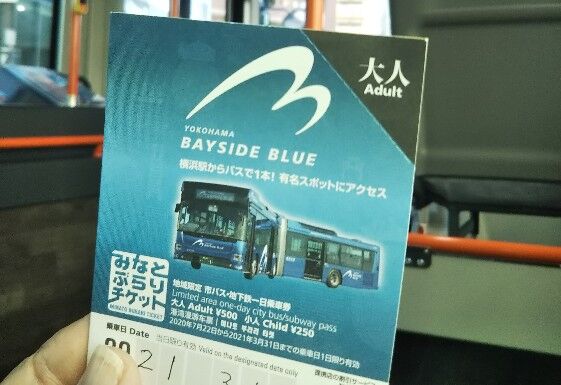 大人
Adult
YOKOHAMA
BAYSIDE BLUE
横浜駅からバスで1本! 有名スポットにアクセス
BAYSIDE BLUE
みなと
ぶらり
チケット
MINATO BURARI TICKET
地域限定 市バス・地下鉄一日乗車券
Limited area one-day city bus/subway pass
大人 Adult ¥500 小人 Child ¥250
2020年7月22日から2021年3月31日までの乗車日1日限り有効
乗車日 Date
当日限り有効 Valid on the designated date only
21 3